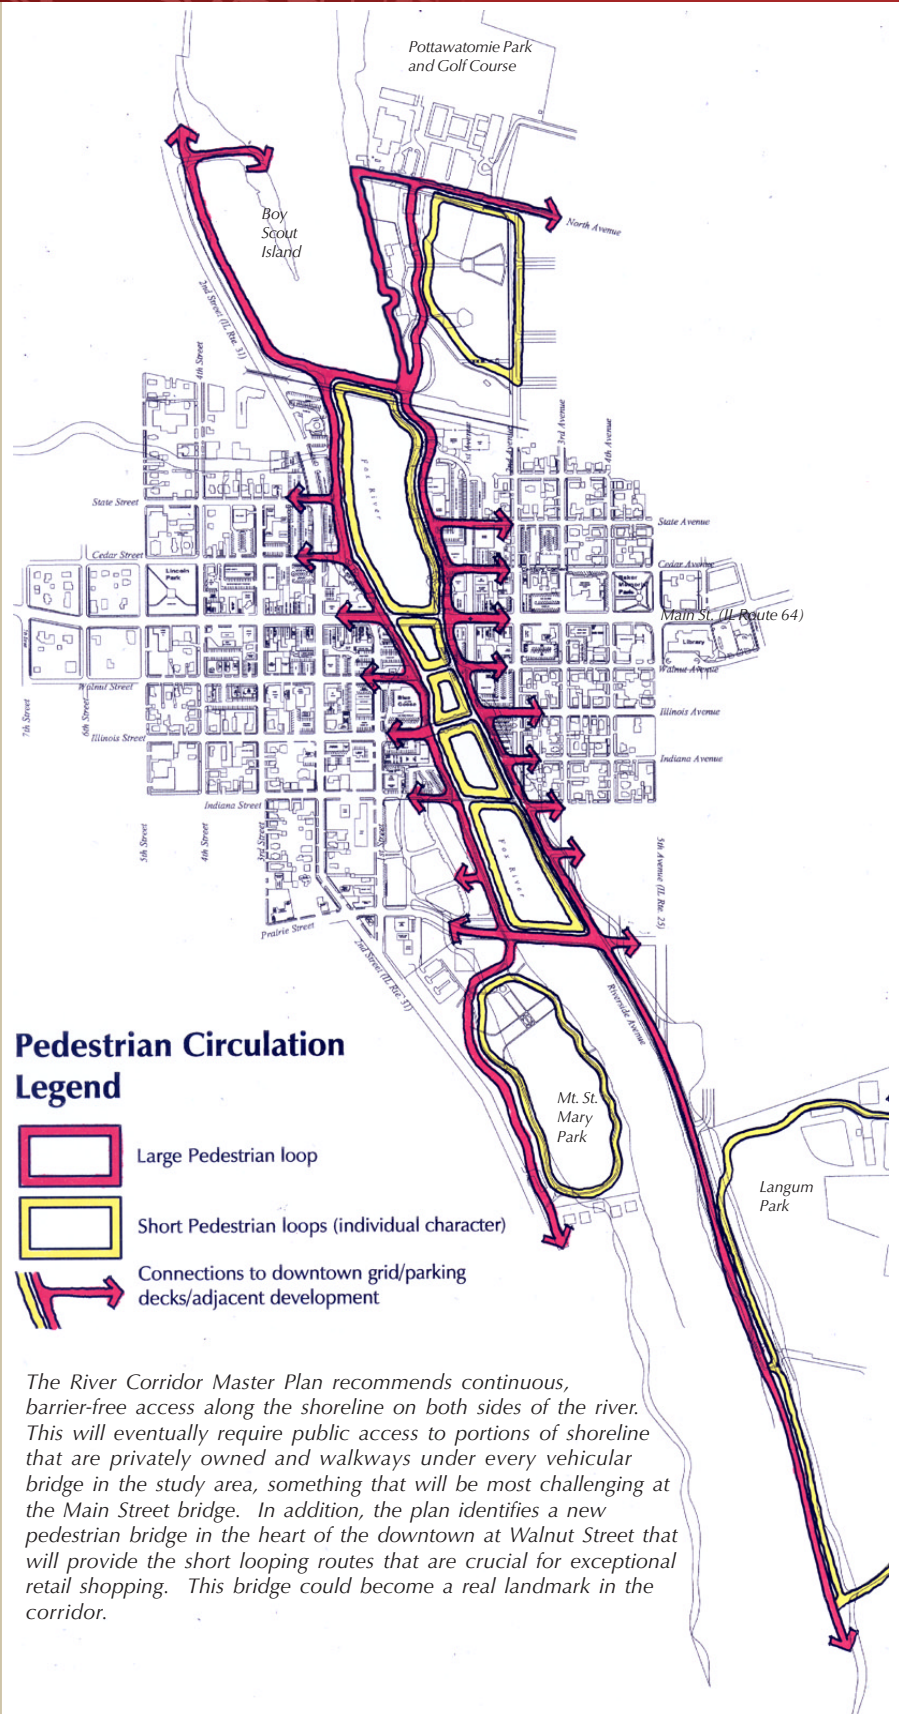 Pottawatomie Park
and Golf Course
Boy
Scout
Island
North Avenue
2nd Street (IL Rte. 31)
4th Street
Fox River
1st Avenue
2nd Avenue
3rd Avenue
4th Avenue
State Street
State Avenue
Cedar Street
Cedar Avenue
Lincoln
Park
Baker
Memorial
Park
Main St. (IL Route 64)
Library
Walnut Avenue
Walnut Street
7th Street
6th Street
Illinois Avenue
Illinois Street
Blue
Goose
Indiana Avenue
Indiana Street
5th Street
4th Street
3rd Street
Street
Fox River
5th Avenue (IL Rte. 25)
Prairie Street
2nd Street (IL Rte. 31)
Riverside Avenue
Pedestrian Circulation
Legend
Mt. St.
Mary
Park
Large Pedestrian loop
Langum
Park
Short Pedestrian loops (individual character)
Connections to downtown grid/parking
decks/adjacent development
The River Corridor Master Plan recommends continuous,
barrier-free access along the shoreline on both sides of the river.
This will eventually require public access to portions of shoreline
that are privately owned and walkways under every vehicular
bridge in the study area, something that will be most challenging at
the Main Street bridge.  In addition, the plan identifies a new
pedestrian bridge in the heart of the downtown at Walnut Street that
will provide the short looping routes that are crucial for exceptional
retail shopping.  This bridge could become a real landmark in the
corridor.